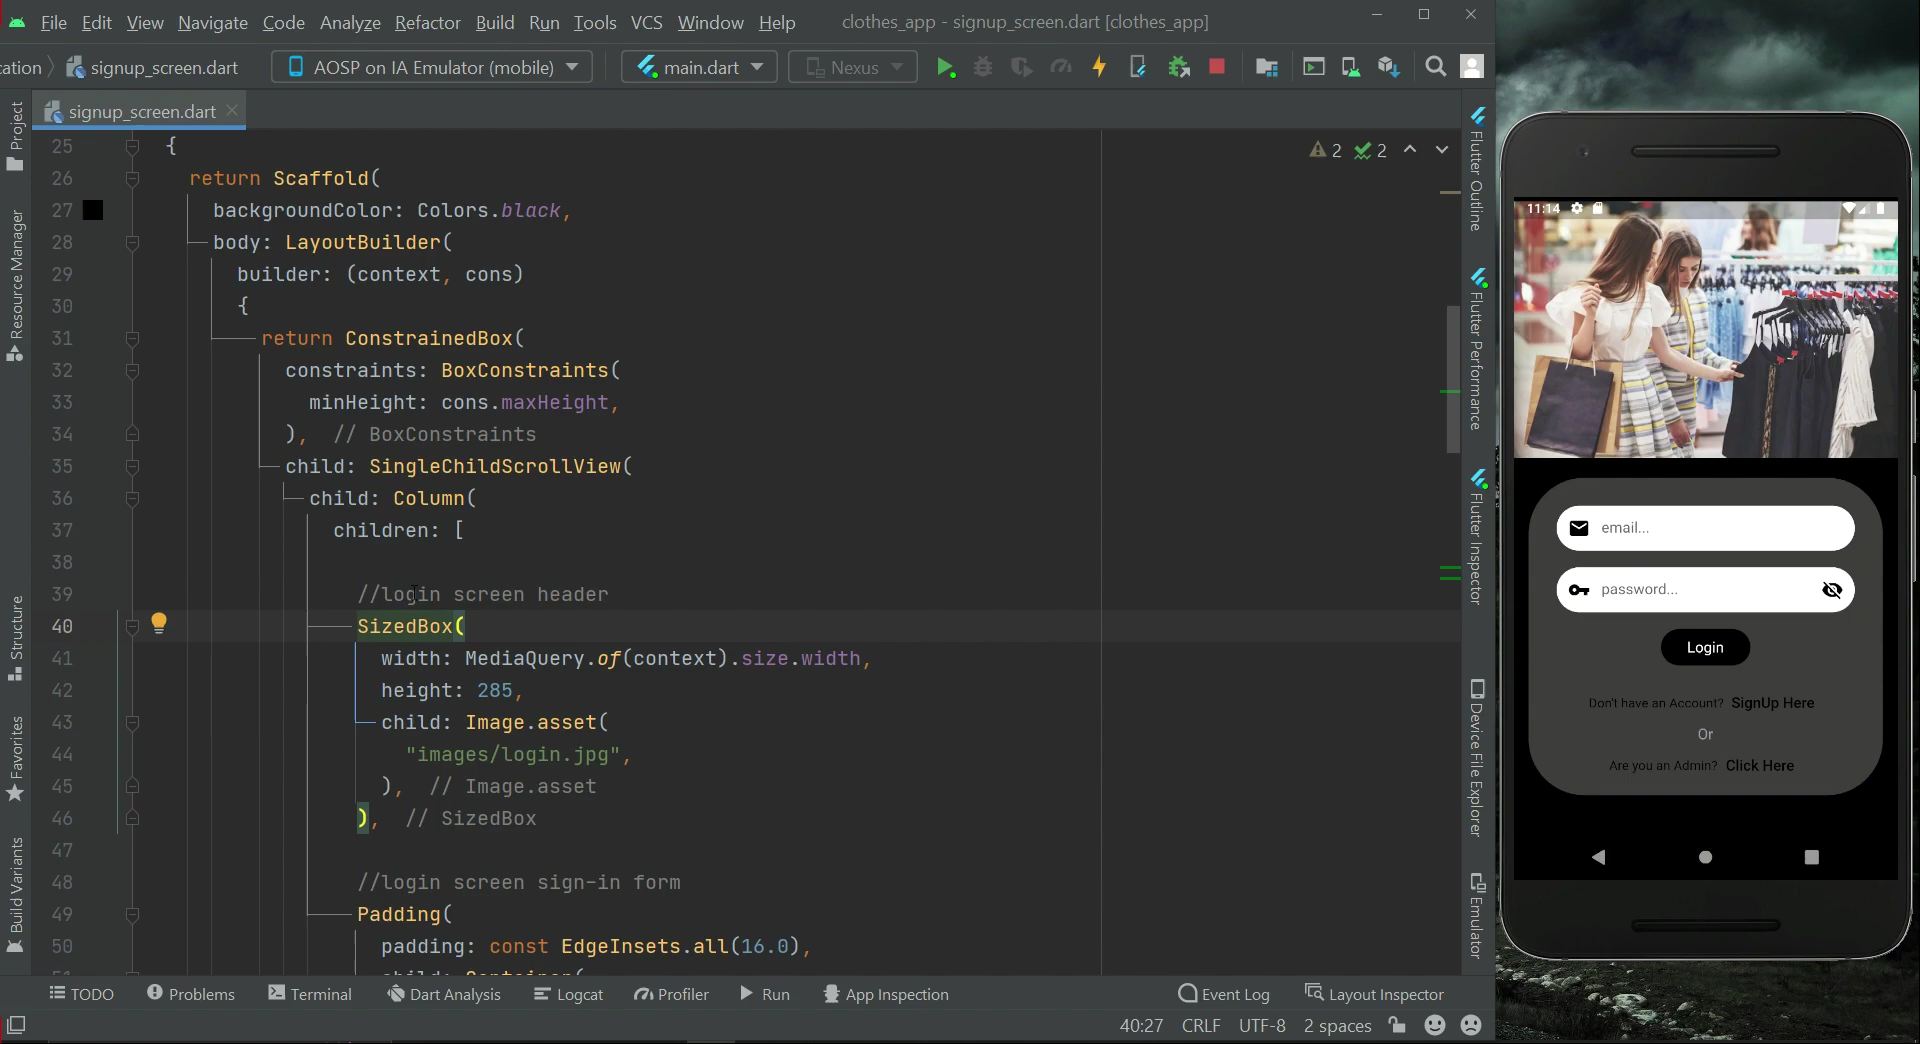 File Edit View Navigate Code Analyze Refactor Build Run Tools VCS Window Help clothes_app - signup_screen.dart [clothes_app]
cation signup_screen.dart AOSP on IA Emulator (mobile) main.dart Nexus
signup_screen.dart
Project
Resource Manager
Structure
Favorites
Build Variants
2 2
25 {
26 return Scaffold(
27 backgroundColor: Colors.black,
28 body: LayoutBuilder(
29 builder: (context, cons)
30 {
31 return ConstrainedBox(
32 constraints: BoxConstraints(
33 minHeight: cons.maxHeight,
34 ), // BoxConstraints
35 child: SingleChildScrollView(
36 child: Column(
37 children: [
38
39 //login screen header
40 SizedBox(
41 width: MediaQuery.of(context).size.width,
42 height: 285,
43 child: Image.asset(
44 "images/login.jpg",
45 ), // Image.asset
46 ), // SizedBox
47
48 //login screen sign-in form
49 Padding(
50 padding: const EdgeInsets.all(16.0),
51 child: Container(
Flutter Outline
Flutter Performance
Flutter Inspector
Device File Explorer
Emulator
11:14
email...
password...
Login
Don't have an Account? SignUp Here
Or
Are you an Admin? Click Here
TODO Problems Terminal Dart Analysis Logcat Profiler Run App Inspection Event Log Layout Inspector
40:27 CRLF UTF-8 2 spaces